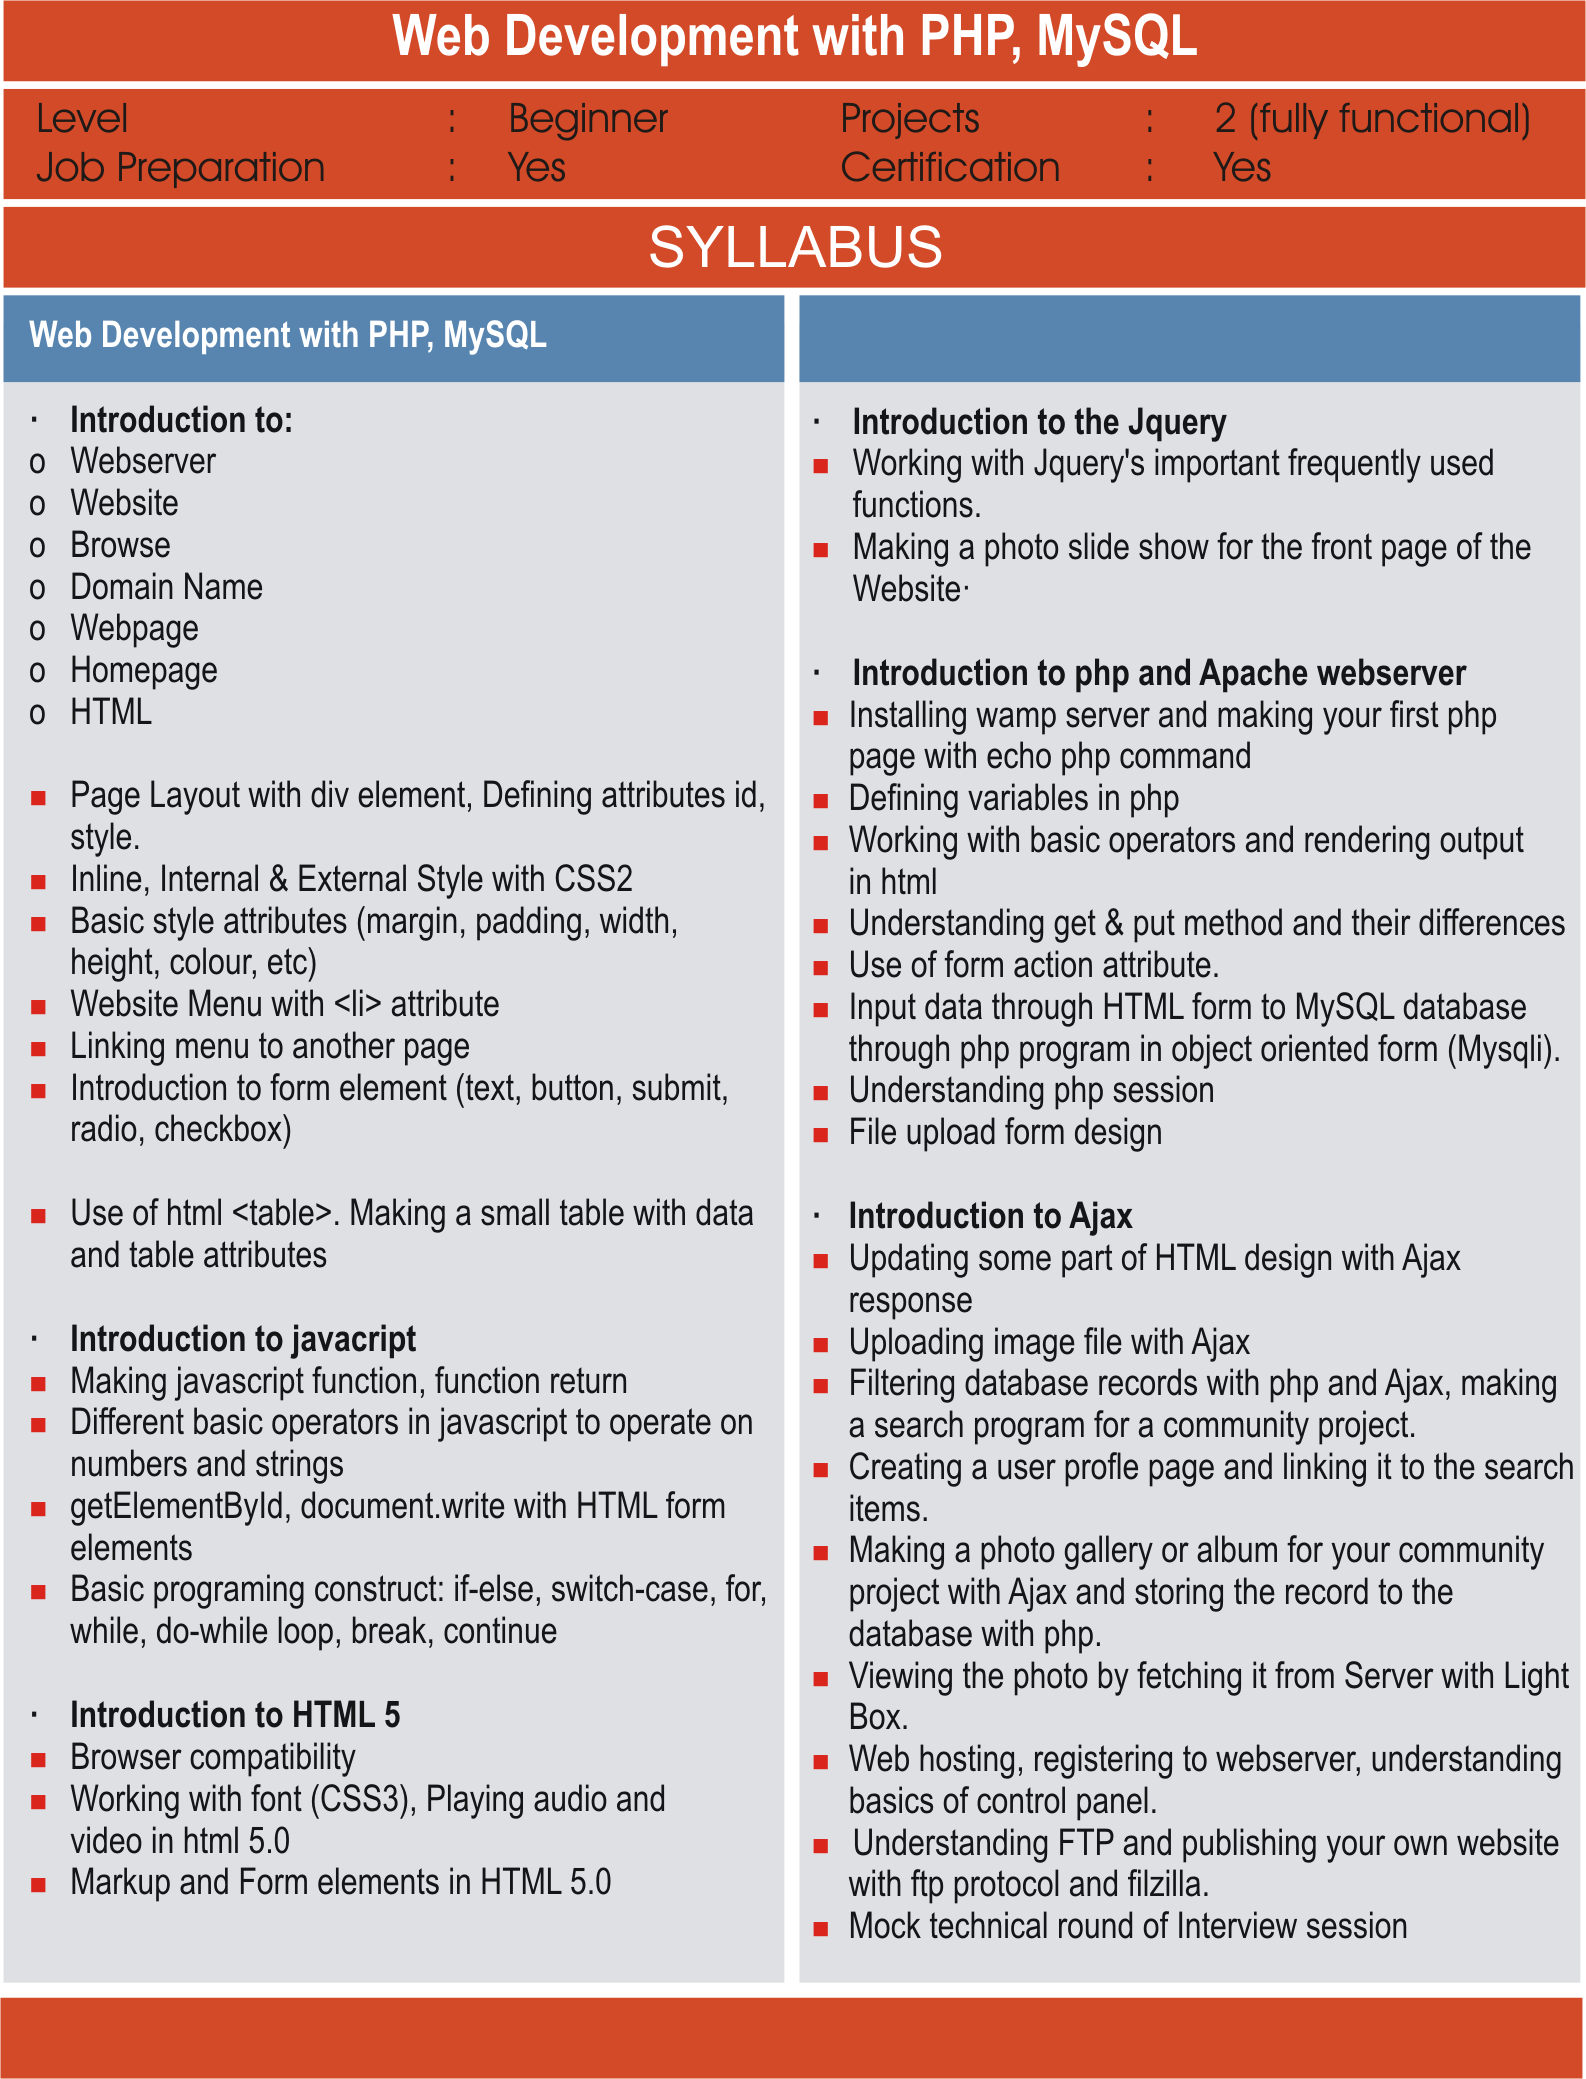 Web Development with PHP, MySQL
Level : Beginner Projects : 2 (fully functional)
Job Preparation : Yes Certification : Yes
SYLLABUS
Web Development with PHP, MySQL
· Introduction to:
o Webserver
o Website
o Browse
o Domain Name
o Webpage
o Homepage
o HTML
■ Page Layout with div element, Defining attributes id,
style.
■ Inline, Internal & External Style with CSS2
■ Basic style attributes (margin, padding, width,
height, colour, etc)
■ Website Menu with <li> attribute
■ Linking menu to another page
■ Introduction to form element (text, button, submit,
radio, checkbox)
■ Use of html <table>. Making a small table with data
and table attributes
· Introduction to javacript
■ Making javascript function, function return
■ Different basic operators in javascript to operate on
numbers and strings
■ getElementById, document.write with HTML form
elements
■ Basic programing construct: if-else, switch-case, for,
while, do-while loop, break, continue
· Introduction to HTML 5
■ Browser compatibility
■ Working with font (CSS3), Playing audio and
video in html 5.0
■ Markup and Form elements in HTML 5.0
· Introduction to the Jquery
■ Working with Jquery's important frequently used
functions.
■ Making a photo slide show for the front page of the
Website·
· Introduction to php and Apache webserver
■ Installing wamp server and making your first php
page with echo php command
■ Defining variables in php
■ Working with basic operators and rendering output
in html
■ Understanding get & put method and their differences
■ Use of form action attribute.
■ Input data through HTML form to MySQL database
through php program in object oriented form (Mysqli).
■ Understanding php session
■ File upload form design
· Introduction to Ajax
■ Updating some part of HTML design with Ajax
response
■ Uploading image file with Ajax
■ Filtering database records with php and Ajax, making
a search program for a community project.
■ Creating a user profle page and linking it to the search
items.
■ Making a photo gallery or album for your community
project with Ajax and storing the record to the
database with php.
■ Viewing the photo by fetching it from Server with Light
Box.
■ Web hosting, registering to webserver, understanding
basics of control panel.
■ Understanding FTP and publishing your own website
with ftp protocol and filzilla.
■ Mock technical round of Interview session